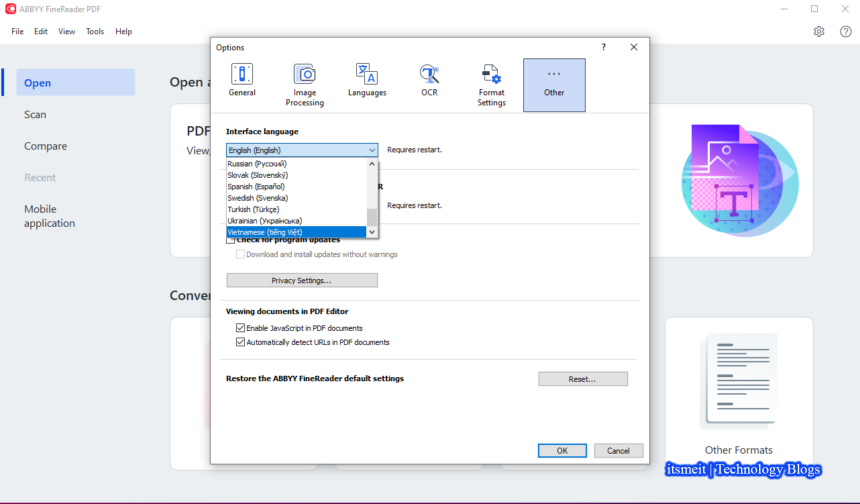 ABBYY FineReader PDF
File Edit View Tools Help
Options
?
General
Image
Processing
Languages
OCR
Format
Settings
Other
Open
Scan
Compare
Recent
Mobile
application
Open a
PDF
View,
Interface language
English (English)
Requires restart.
Russian (Русский)
Slovak (Slovenský)
Spanish (Español)
Swedish (Svenska)
Turkish (Türkçe)
Ukrainian (Українська)
Vietnamese (tiếng Việt)
R
Requires restart.
Check for program updates
Download and install updates without warnings
Privacy Settings...
Viewing documents in PDF Editor
Enable JavaScript in PDF documents
Automatically detect URLs in PDF documents
Restore the ABBYY FineReader default settings
Reset...
OK
Cancel
Conver
T
Other Formats
itsmeit | Technology Blogs